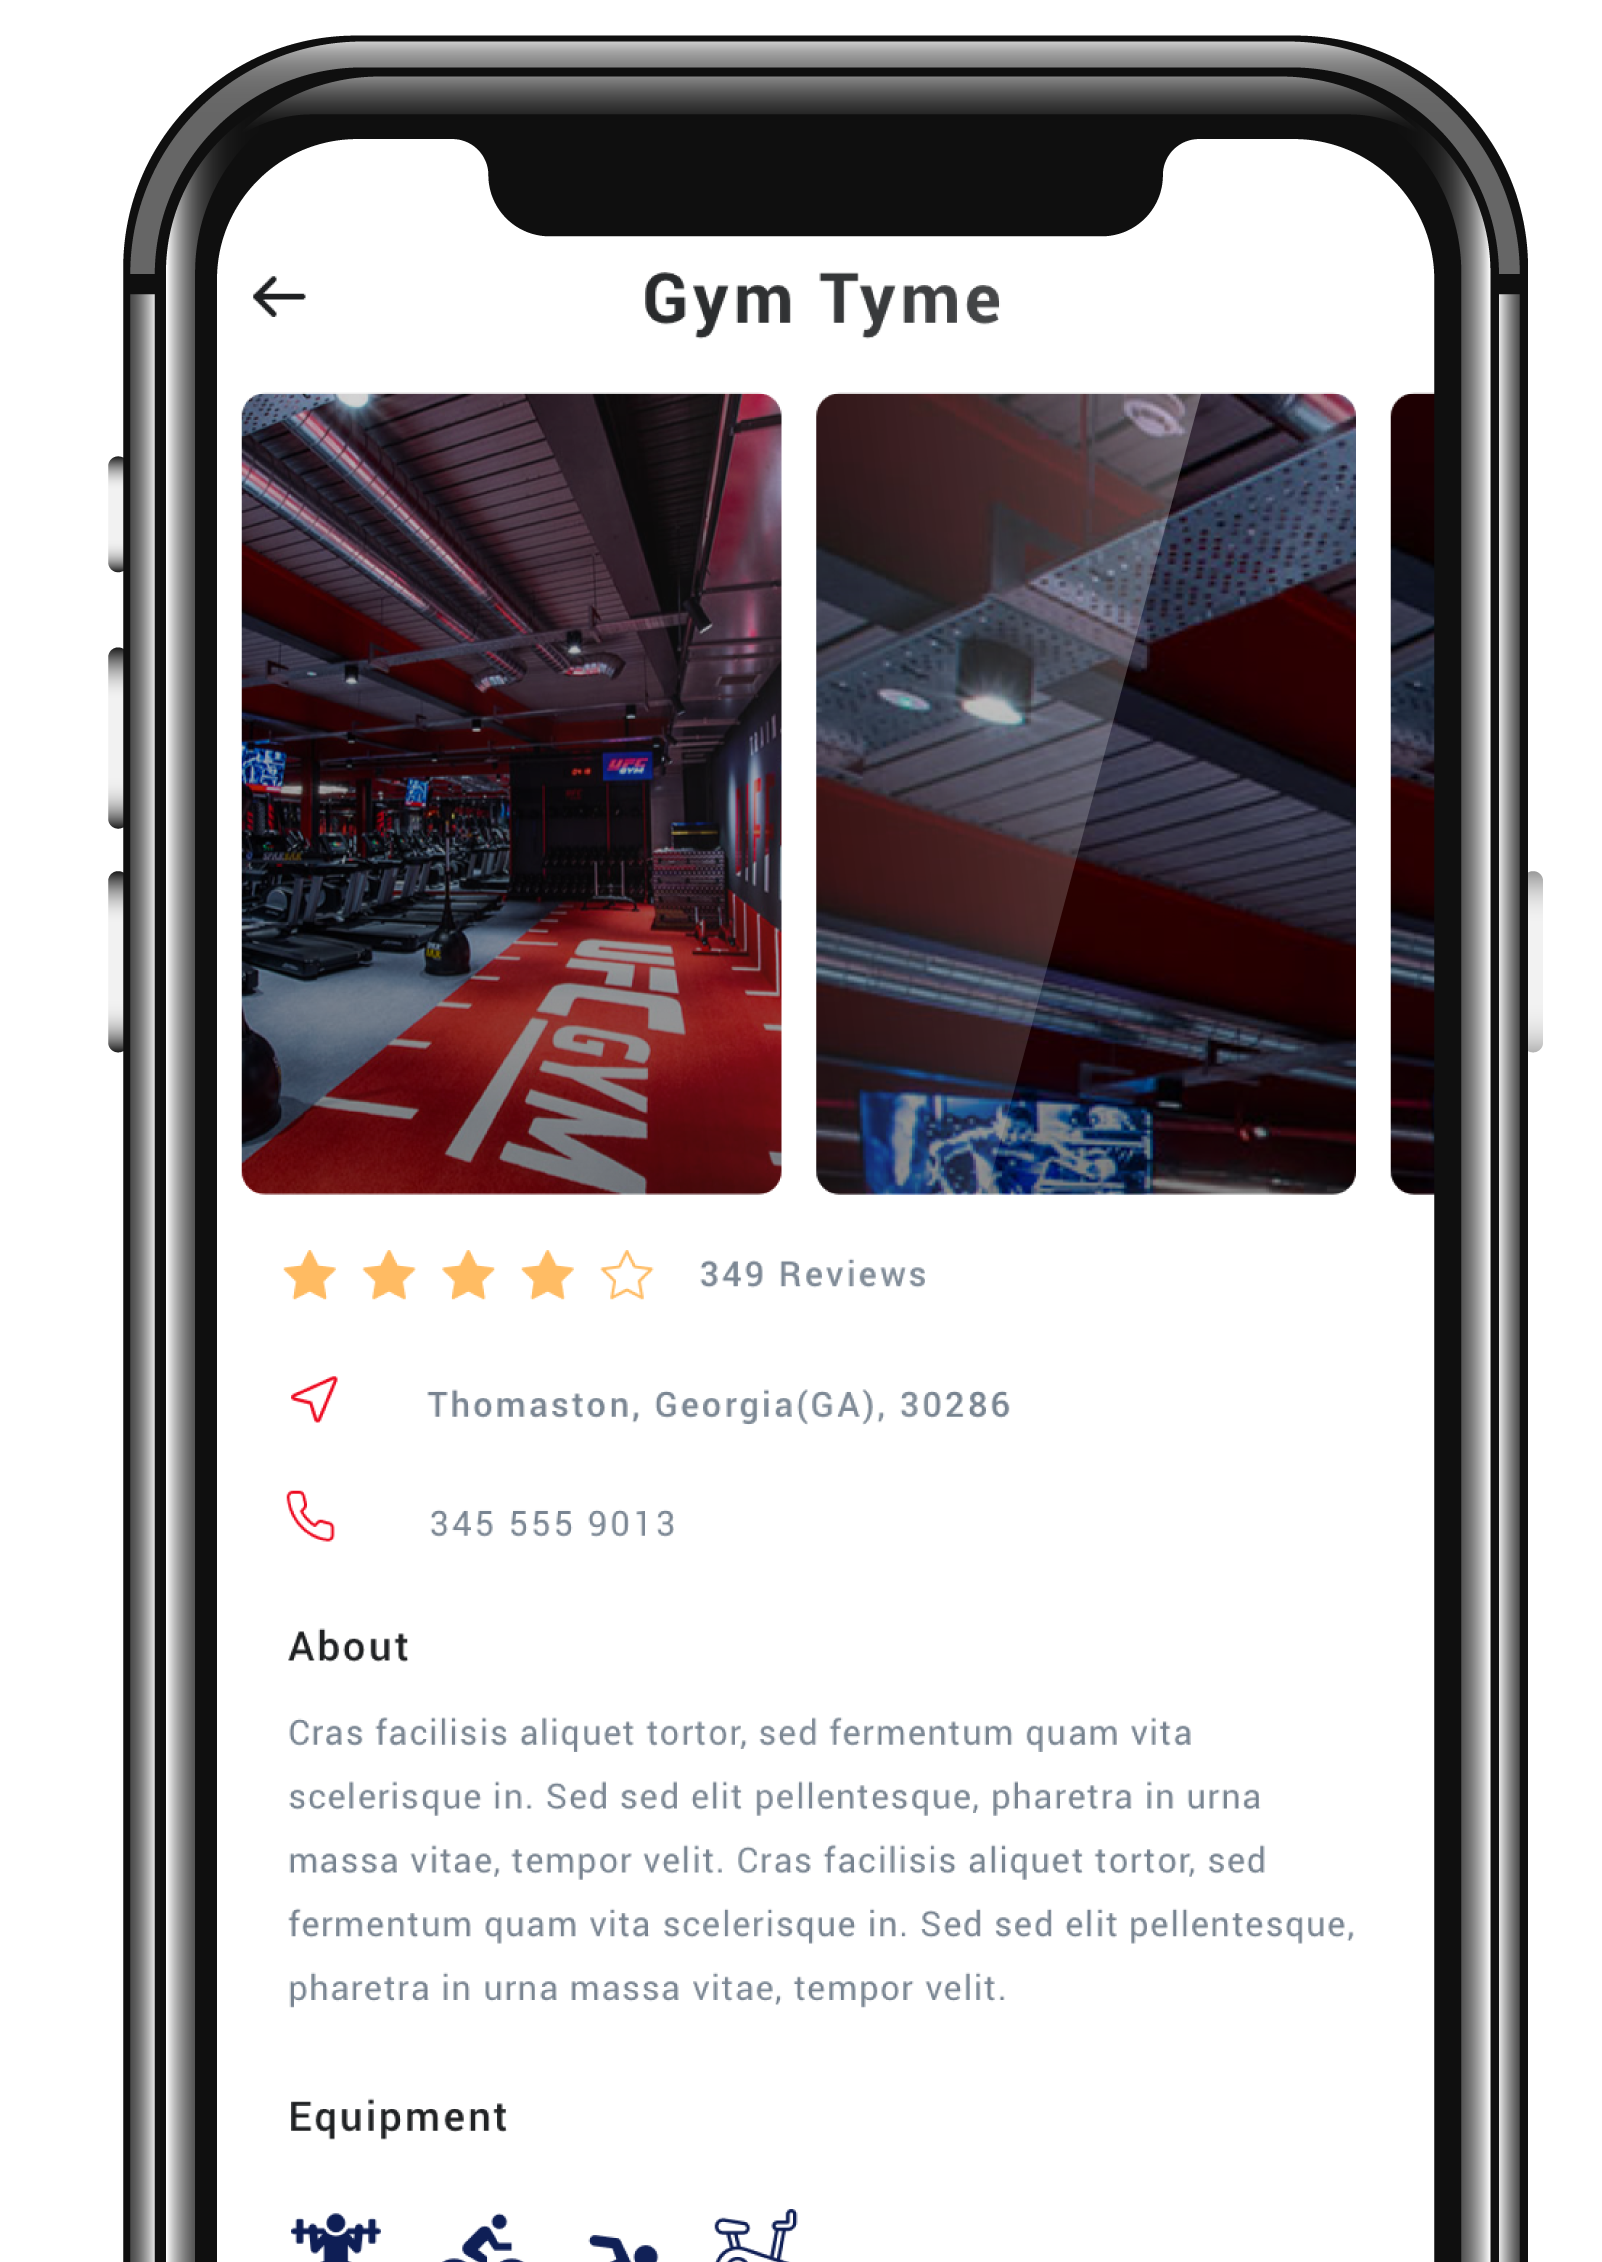 Gym Tyme
UFC
GYM
UFC
GYM
349 Reviews
Thomaston, Georgia(GA), 30286
345 555 9013
About
Cras facilisis aliquet tortor, sed fermentum quam vita
scelerisque in. Sed sed elit pellentesque, pharetra in urna
massa vitae, tempor velit. Cras facilisis aliquet tortor, sed
fermentum quam vita scelerisque in. Sed sed elit pellentesque,
pharetra in urna massa vitae, tempor velit.
Equipment